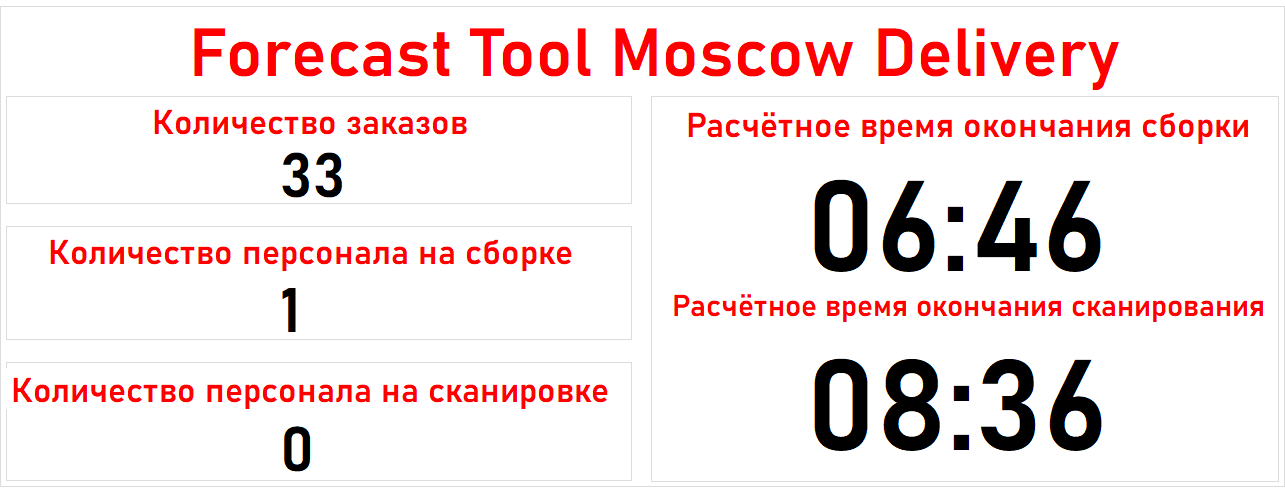 Forecast Tool Moscow Delivery
Количество заказов
33
Количество персонала на сборке
1
Количество персонала на сканировке
0
Расчётное время окончания сборки
06:46
Расчётное время окончания сканирования
08:36